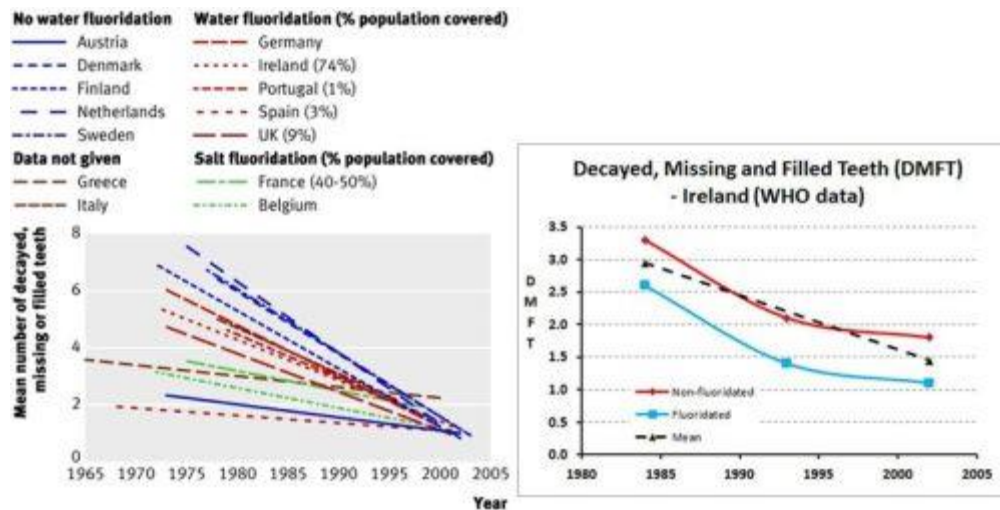 No water fluoridation
Austria
Denmark
Finland
Netherlands
Sweden
Data not given
Greece
Italy
Water fluoridation (% population covered)
Germany
Ireland (74%)
Portugal (1%)
Spain (3%)
UK (9%)
Salt fluoridation (% population covered)
France (40-50%)
Belgium
Mean number of decayed,
missing or filled teeth
8
6
4
2
0
1965 1970 1975 1980 1985 1990 1995 2000 2005
Year
Decayed, Missing and Filled Teeth (DMFT)
- Ireland (WHO data)
D
M
F
T
3.5
3.0
2.5
2.0
1.5
1.0
0.5
0.0
Non-fluoridated
Fluoridated
Mean
1980 1985 1990 1995 2000 2005